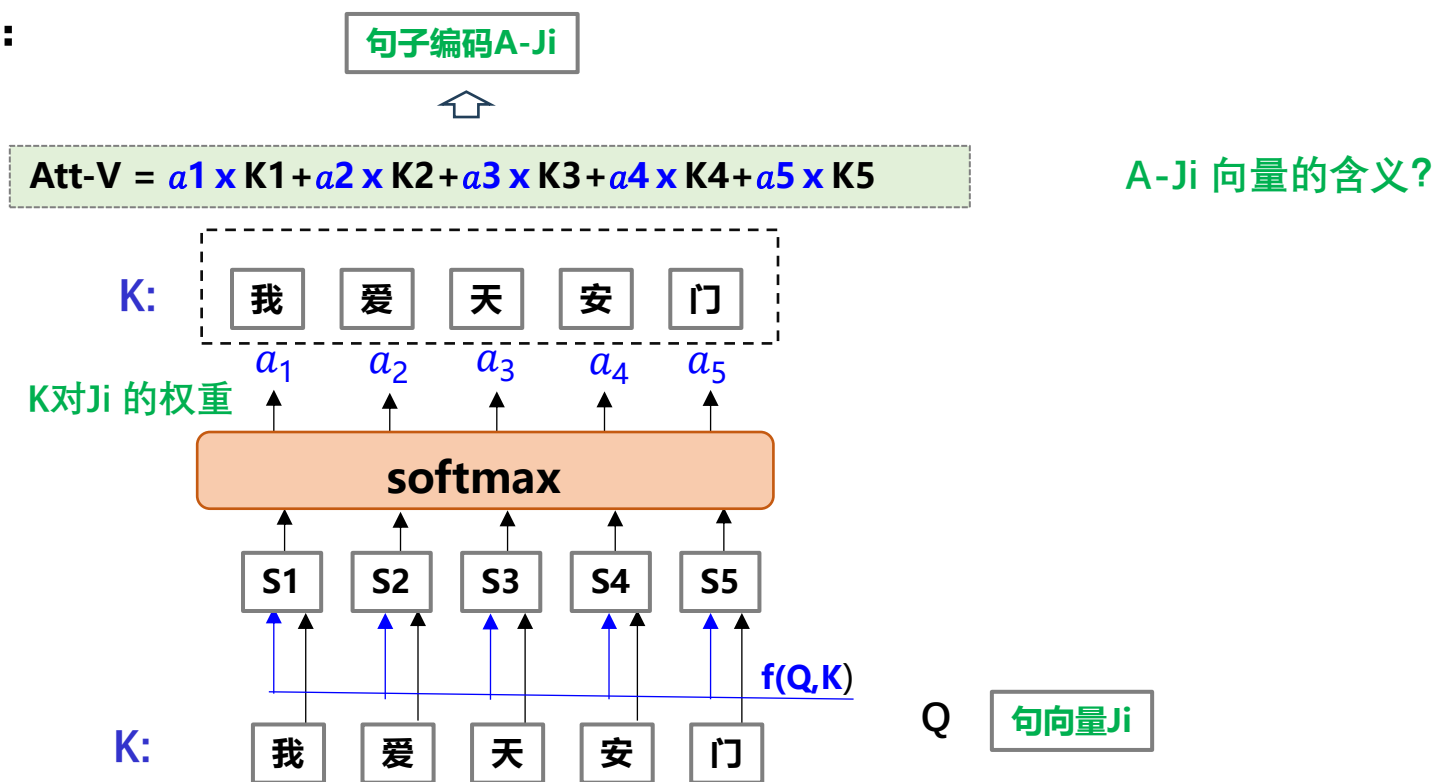 :
句子编码A-Ji
Att-V = a1 x K1+a2 x K2+a3 x K3+a4 x K4+a5 x K5
A-Ji 向量的含义?
K: 我 爱 天 安 门
a1 a2 a3 a4 a5
K对Ji 的权重
softmax
S1 S2 S3 S4 S5
f(Q,K)
Q 句向量Ji
K: 我 爱 天 安 门